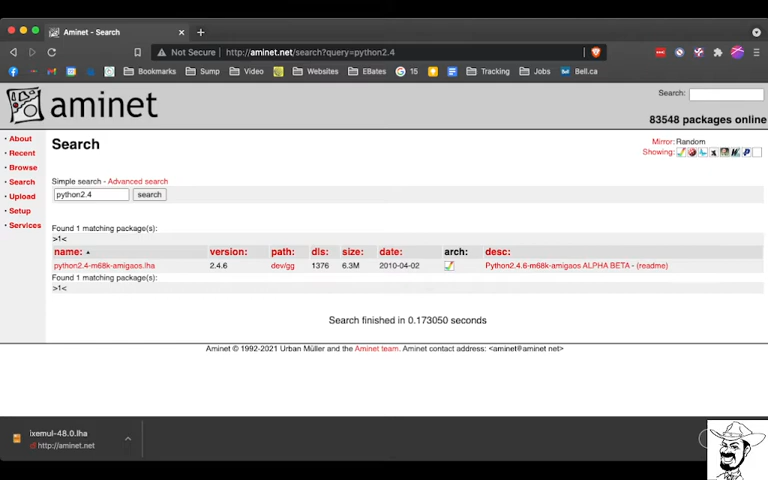 Aminet - Search
Not Secure
http://aminet.net/search?query=python2.4
Bookmarks
Sump
Video
Websites
EBates
15
Tracking
Jobs
Bell.ca
aminet
Search:
83548 packages online
• About
• Recent
• Browse
• Search
• Upload
• Setup
• Services
Search
Mirror: Random
Showing:
Simple search - Advanced search
python2.4
search
Found 1 matching package(s):
>1<
name: version: path: dls: size: date: arch: desc:
python2.4-m68k-amigaos.lha 2.4.6 dev/gg 1376 6.3M 2010-04-02 Python2.4.6-m68k-amigaos ALPHA BETA - (readme)
Found 1 matching package(s):
>1<
Search finished in 0.173050 seconds
Aminet © 1992-2021 Urban Müller and the Aminet team. Aminet contact address: <aminet@aminet net>
ixemul-48.0.lha
http://aminet.net